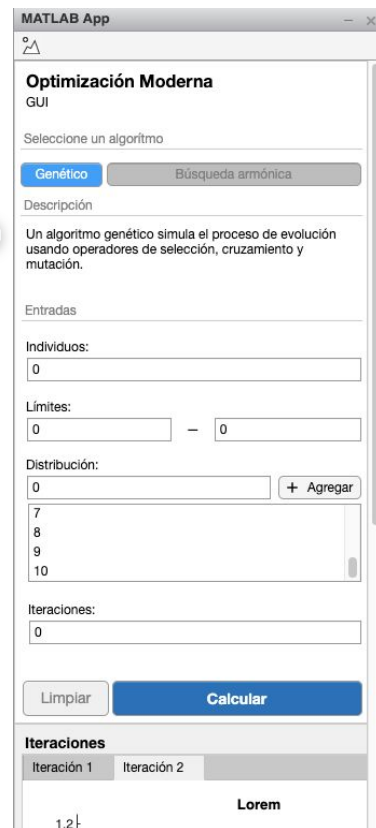 MATLAB App
Optimización Moderna
GUI
Seleccione un algorítmo
Genético Búsqueda armónica
Descripción
Un algoritmo genético simula el proceso de evolución
usando operadores de selección, cruzamiento y
mutación.
Entradas
Individuos:
0
Límites:
0 – 0
Distribución:
0 + Agregar
7
8
9
10
Iteraciones:
0
Limpiar Calcular
Iteraciones
Iteración 1 Iteración 2
Lorem
1.2